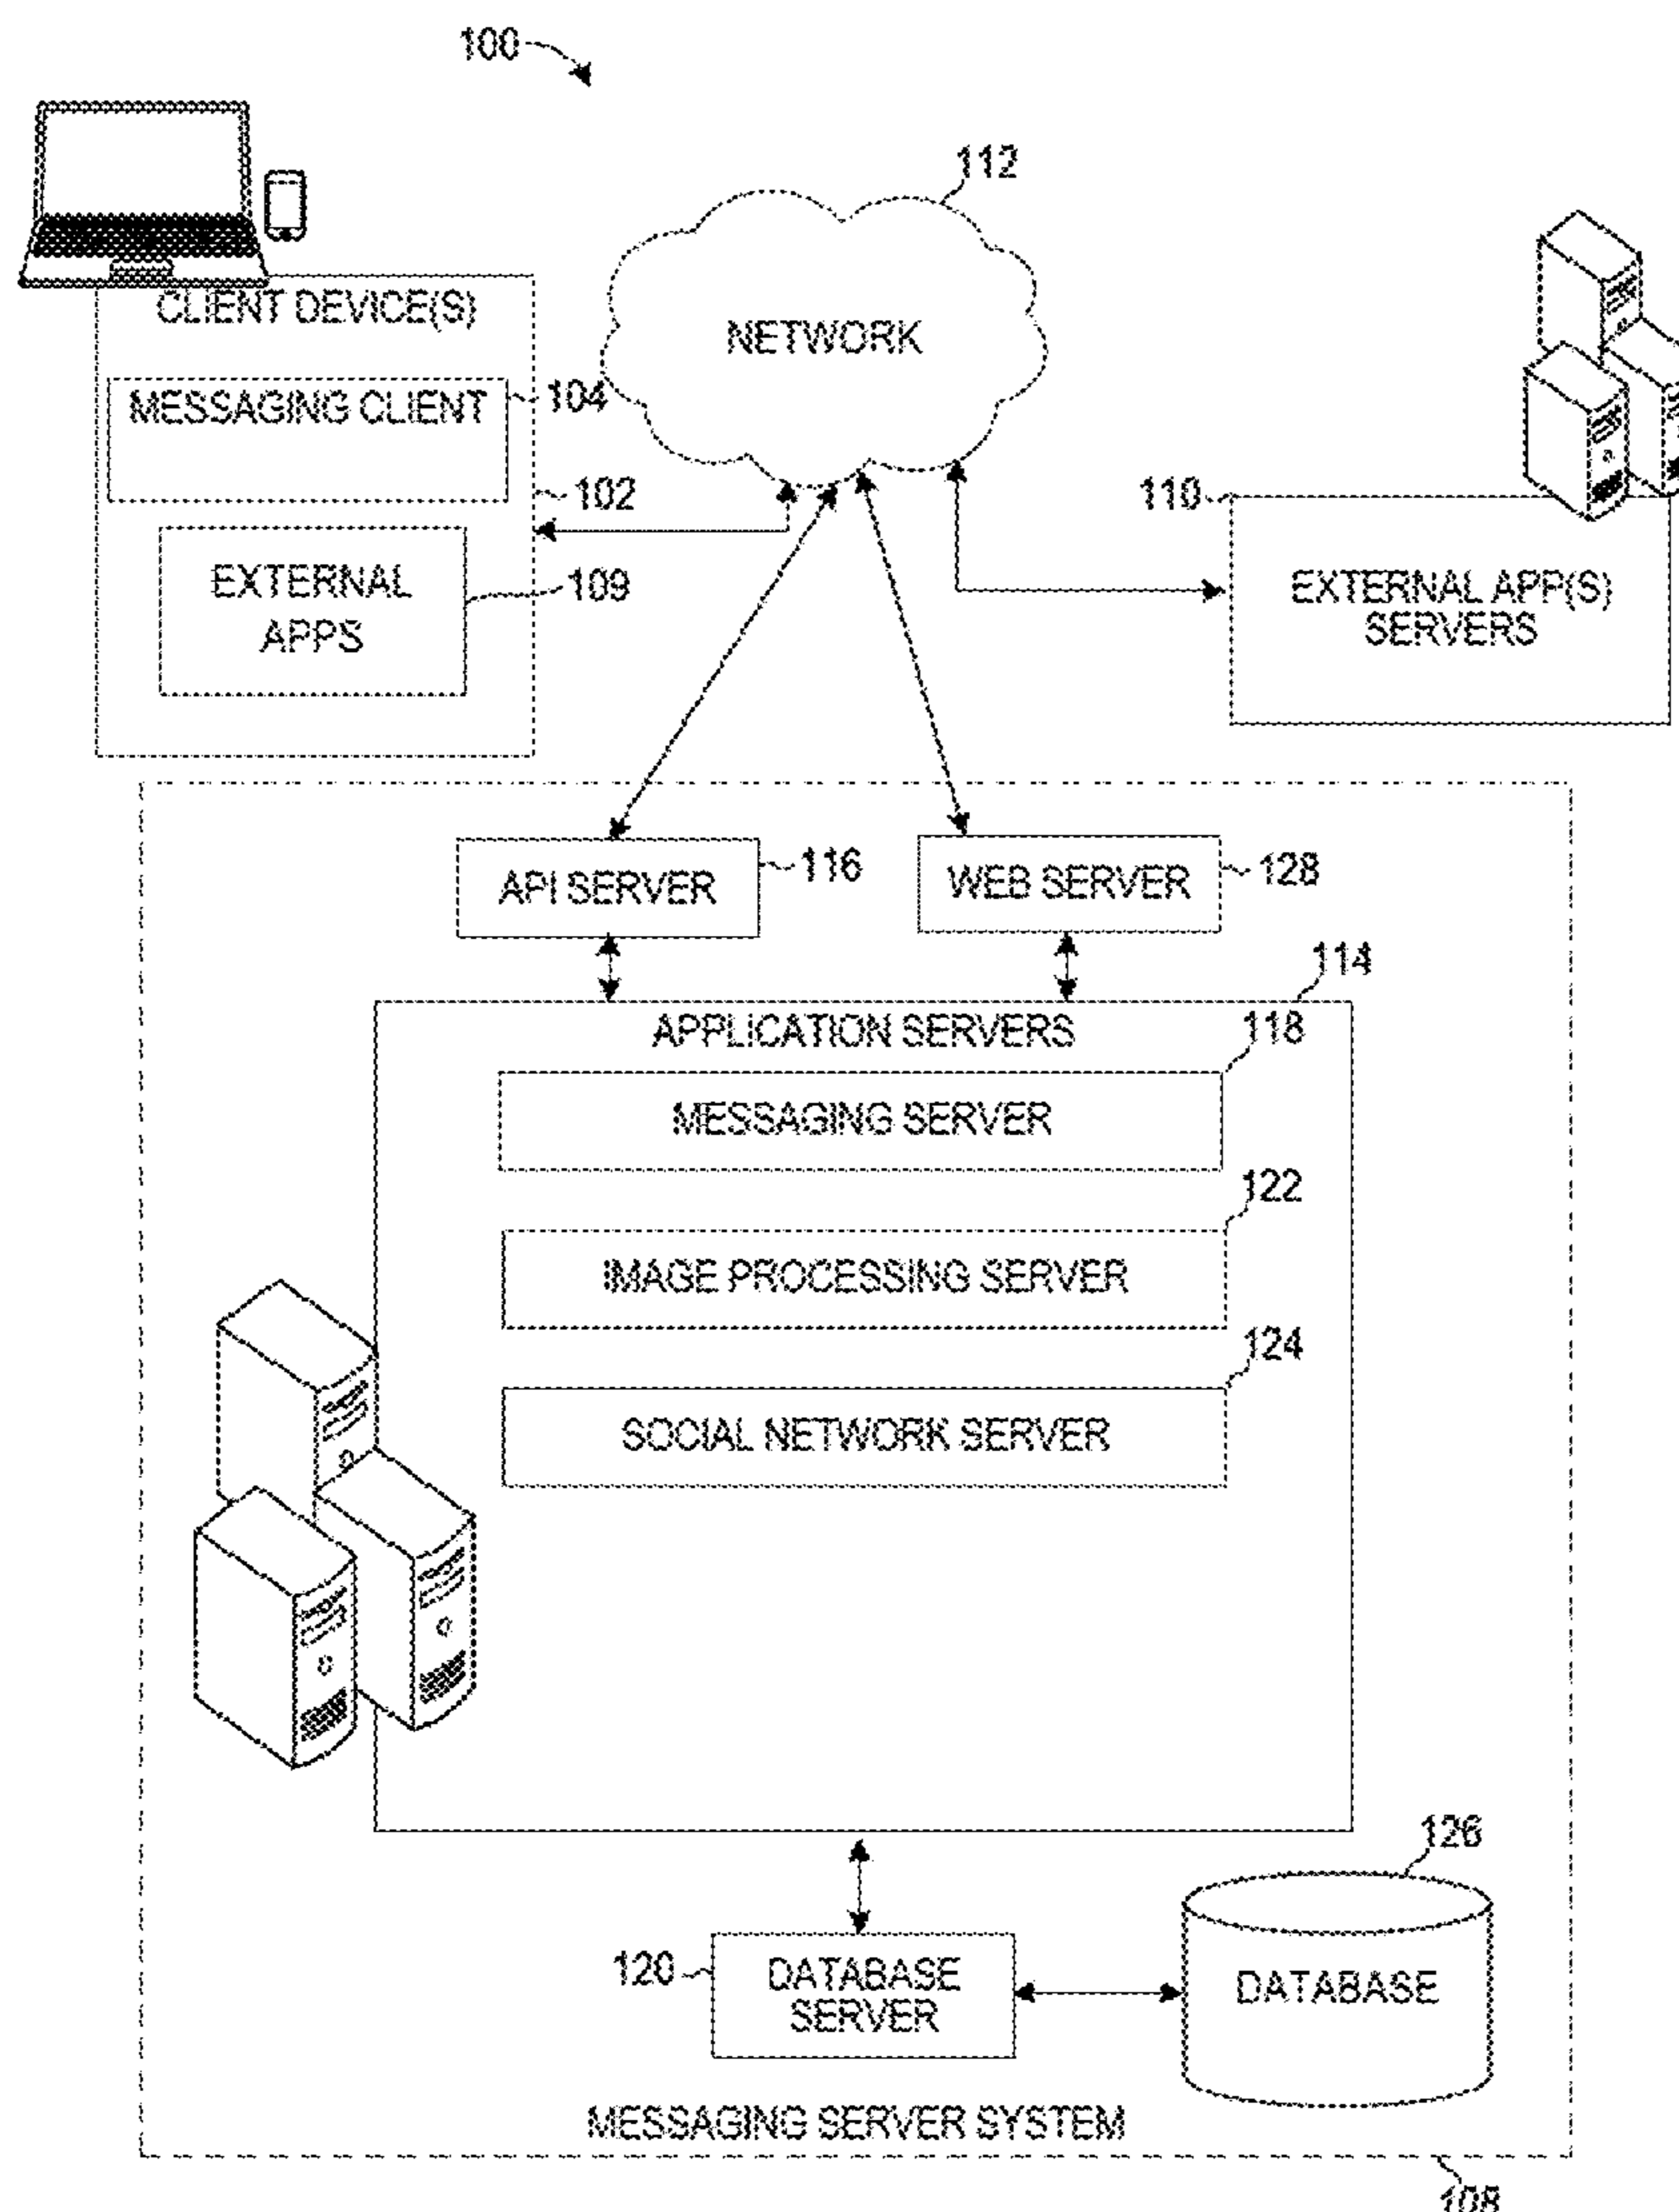 100
112
CLIENT DEVICE(S)
NETWORK
MESSAGING CLIENT
104
102
110
EXTERNAL
APPS
109
EXTERNAL APP(S)
SERVERS
API SERVER
116
WEB SERVER
128
114
APPLICATION SERVERS
118
MESSAGING SERVER
122
IMAGE PROCESSING SERVER
124
SOCIAL NETWORK SERVER
126
120
DATABASE
SERVER
DATABASE
MESSAGING SERVER SYSTEM
108